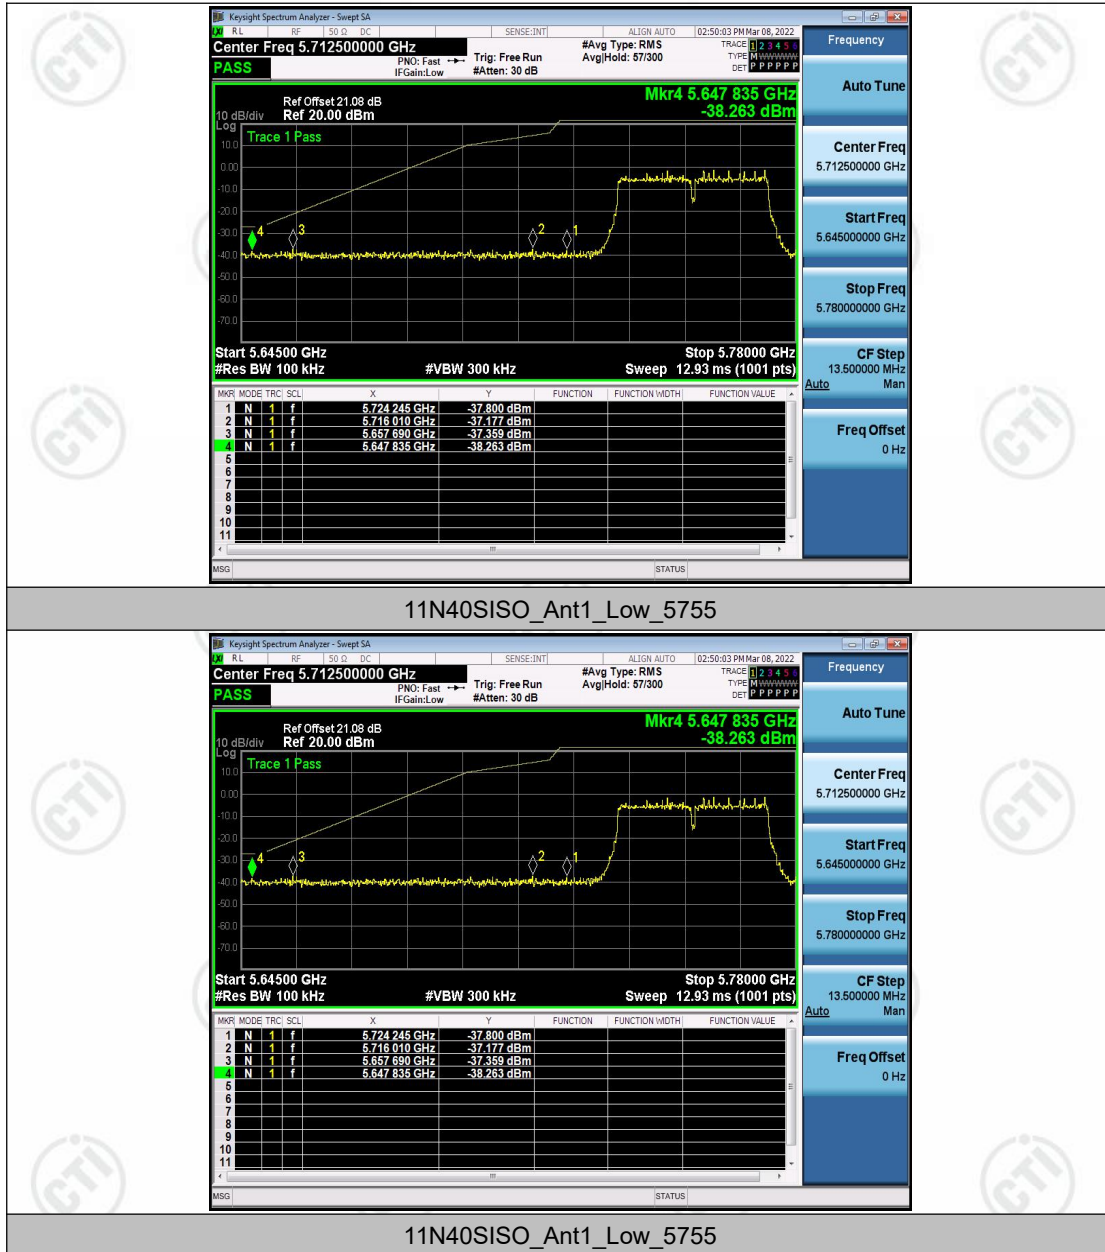 Keysight Spectrum Analyzer - Swept SA
RL RF 50 Ω DC SENSE:INT ALIGN AUTO 02:50:03 PM Mar 08, 2022
Center Freq 5.712500000 GHz
PNO: Fast IFGain:Low
Trig: Free Run
#Atten: 30 dB
#Avg Type: RMS
Avg|Hold: 57/300
TRACE 1 2 3 4 5 6
TYPE M WWWWW
DET P P P P P P
PASS
Mkr4 5.647 835 GHz
-38.263 dBm
Ref Offset 21.08 dB
10 dB/div Ref 20.00 dBm
Log
Trace 1 Pass
10.0
0.00
-10.0
-20.0
-30.0
-40.0
-50.0
-60.0
-70.0
4 3 2 1
Start 5.64500 GHz Stop 5.78000 GHz
#Res BW 100 kHz #VBW 300 kHz Sweep 12.93 ms (1001 pts)
MKR MODE TRC SCL X Y FUNCTION FUNCTION WIDTH FUNCTION VALUE
1 N 1 f 5.724 245 GHz -37.800 dBm
2 N 1 f 5.716 010 GHz -37.177 dBm
3 N 1 f 5.657 690 GHz -37.359 dBm
4 N 1 f 5.647 835 GHz -38.263 dBm
5
6
7
8
9
10
11
MSG STATUS
Frequency
Auto Tune
Center Freq
5.712500000 GHz
Start Freq
5.645000000 GHz
Stop Freq
5.780000000 GHz
CF Step
13.500000 MHz
Auto Man
Freq Offset
0 Hz
11N40SISO_Ant1_Low_5755
Keysight Spectrum Analyzer - Swept SA
RL RF 50 Ω DC SENSE:INT ALIGN AUTO 02:50:03 PM Mar 08, 2022
Center Freq 5.712500000 GHz
PNO: Fast IFGain:Low
Trig: Free Run
#Atten: 30 dB
#Avg Type: RMS
Avg|Hold: 57/300
TRACE 1 2 3 4 5 6
TYPE M WWWWW
DET P P P P P P
PASS
Mkr4 5.647 835 GHz
-38.263 dBm
Ref Offset 21.08 dB
10 dB/div Ref 20.00 dBm
Log
Trace 1 Pass
10.0
0.00
-10.0
-20.0
-30.0
-40.0
-50.0
-60.0
-70.0
4 3 2 1
Start 5.64500 GHz Stop 5.78000 GHz
#Res BW 100 kHz #VBW 300 kHz Sweep 12.93 ms (1001 pts)
MKR MODE TRC SCL X Y FUNCTION FUNCTION WIDTH FUNCTION VALUE
1 N 1 f 5.724 245 GHz -37.800 dBm
2 N 1 f 5.716 010 GHz -37.177 dBm
3 N 1 f 5.657 690 GHz -37.359 dBm
4 N 1 f 5.647 835 GHz -38.263 dBm
5
6
7
8
9
10
11
MSG STATUS
Frequency
Auto Tune
Center Freq
5.712500000 GHz
Start Freq
5.645000000 GHz
Stop Freq
5.780000000 GHz
CF Step
13.500000 MHz
Auto Man
Freq Offset
0 Hz
11N40SISO_Ant1_Low_5755
CTI
CTI
CTI
CTI
CTI
CTI
CTI
CTI